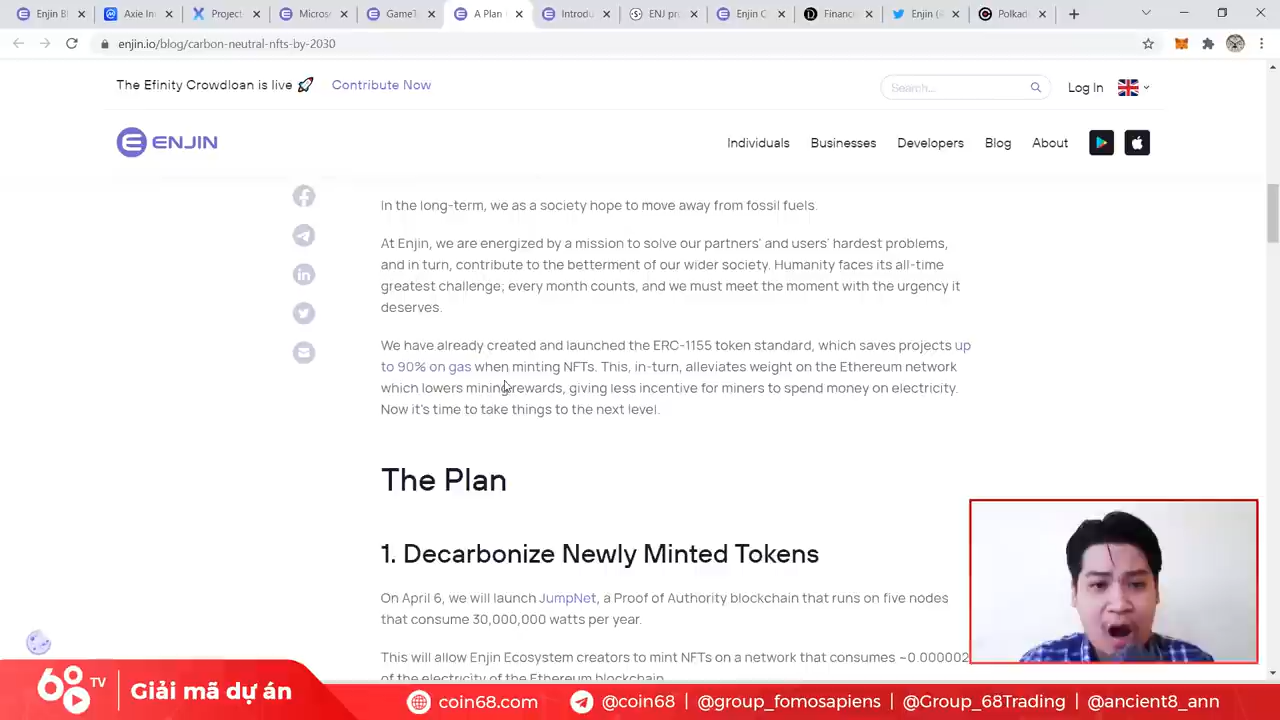 Enjin Bl
Axie Inf
Project
Micros
GameT
A Plan
Introdu
ENJ pr
Enjin C
Finance
Enjin (
Polkad
enjin.io/blog/carbon-neutral-nfts-by-2030
The Efinity Crowdloan is live 🚀 Contribute Now
Search...
Log In
ENJIN
Individuals
Businesses
Developers
Blog
About
In the long-term, we as a society hope to move away from fossil fuels.
At Enjin, we are energized by a mission to solve our partners' and users' hardest problems,
and in turn, contribute to the betterment of our wider society. Humanity faces its all-time
greatest challenge; every month counts, and we must meet the moment with the urgency it
deserves.
We have already created and launched the ERC-1155 token standard, which saves projects up
to 90% on gas when minting NFTs. This, in-turn, alleviates weight on the Ethereum network
which lowers mining rewards, giving less incentive for miners to spend money on electricity.
Now it's time to take things to the next level.
The Plan
1. Decarbonize Newly Minted Tokens
On April 6, we will launch JumpNet, a Proof of Authority blockchain that runs on five nodes
that consume 30,000,000 watts per year.
This will allow Enjin Ecosystem creators to mint NFTs on a network that consumes ~0 000002
of the electricity of the Ethereum blockchain
68 TV
Giải mã dự án
coin68.com
@coin68 | @group_fomosapiens | @Group_68Trading | @ancient8_ann